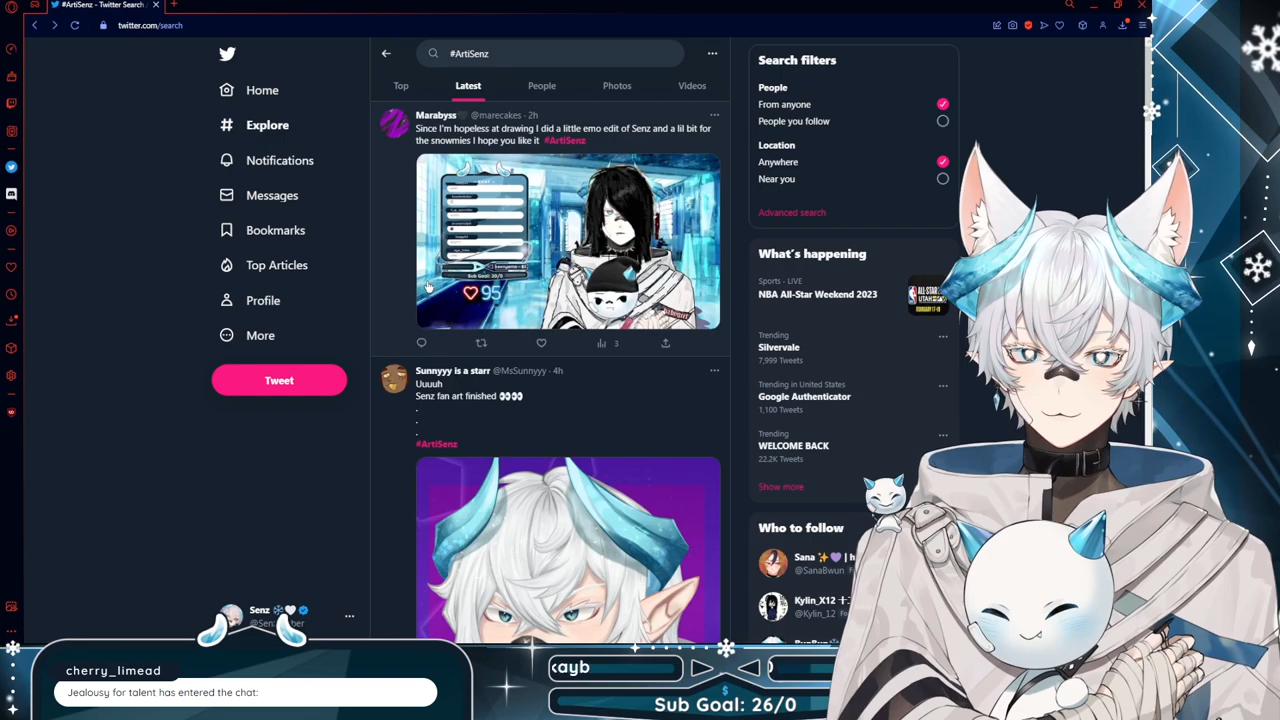 #ArtiSenz - Twitter Search
twitter.com/search
#ArtiSenz
Home
Explore
Notifications
Messages
Bookmarks
Top Articles
Profile
More
Tweet
Senz
Top
Latest
People
Photos
Videos
Marabyss @marecakes · 2h
Since I'm hopeless at drawing I did a little emo edit of Senz and a lil bit for
the snowmies I hope you like it #ArtiSenz
Sub Goal: 20/0
95
3
Sunnyyy is a starr @MsSunnyyy · 4h
Uuuuh
Senz fan art finished
.
.
.
#ArtiSenz
Search filters
People
From anyone
People you follow
Location
Anywhere
Near you
Advanced search
What's happening
Sports · LIVE
NBA All-Star Weekend 2023
Trending
Silvervale
7,999 Tweets
Trending in United States
Google Authenticator
1,100 Tweets
Trending
WELCOME BACK
22.2K Tweets
Show more
Who to follow
Sana | h
@SanaBwun
Kylin_X12
@Kylin_12
cherry_limead
Jealousy for talent has entered the chat:
ayb
Sub Goal: 26/0